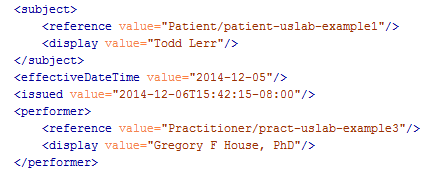 <subject>
<reference value="Patient/patient-uslab-example1"/>
<display value="Todd Lerr"/>
</subject>
<effectiveDateTime value="2014-12-05"/>
<issued value="2014-12-06T15:42:15-08:00"/>
<performer>
<reference value="Practitioner/pract-uslab-example3"/>
<display value="Gregory F House, PhD"/>
</performer>